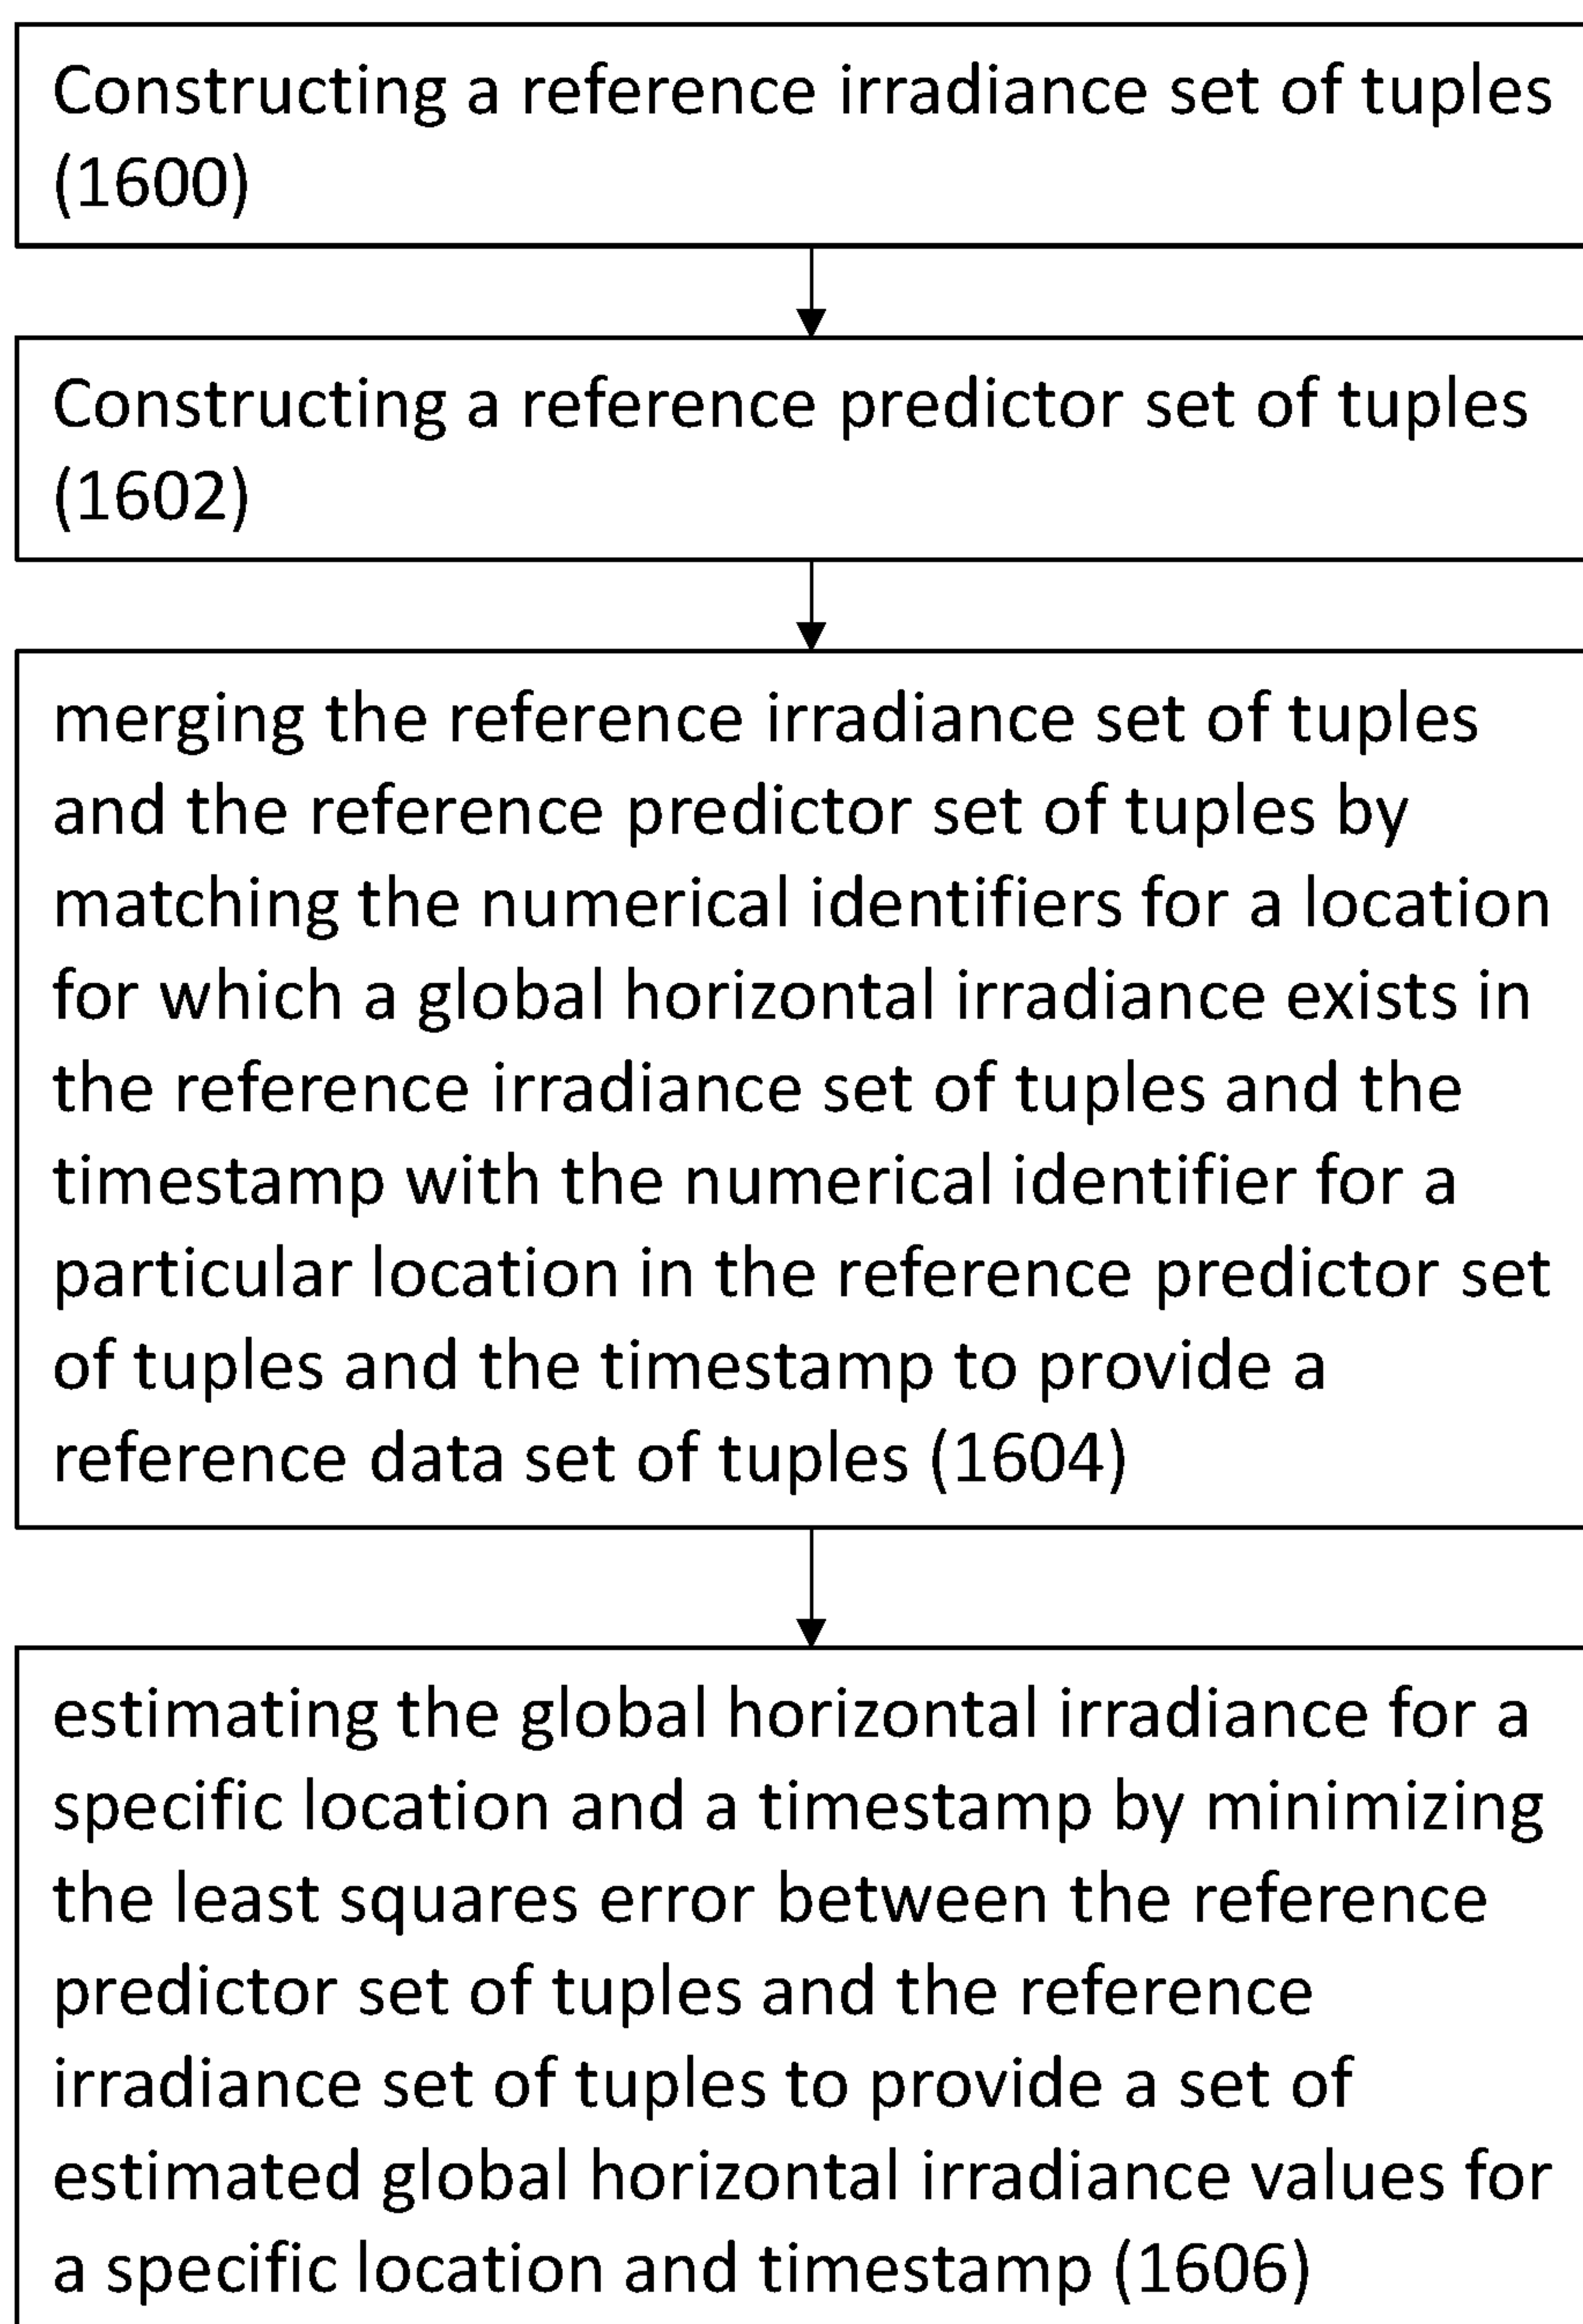 Constructing a reference irradiance set of tuples
(1600)
Constructing a reference predictor set of tuples
(1602)
merging the reference irradiance set of tuples
and the reference predictor set of tuples by
matching the numerical identifiers for a location
for which a global horizontal irradiance exists in
the reference irradiance set of tuples and the
timestamp with the numerical identifier for a
particular location in the reference predictor set
of tuples and the timestamp to provide a
reference data set of tuples (1604)
estimating the global horizontal irradiance for a
specific location and a timestamp by minimizing
the least squares error between the reference
predictor set of tuples and the reference
irradiance set of tuples to provide a set of
estimated global horizontal irradiance values for
a specific location and timestamp (1606)